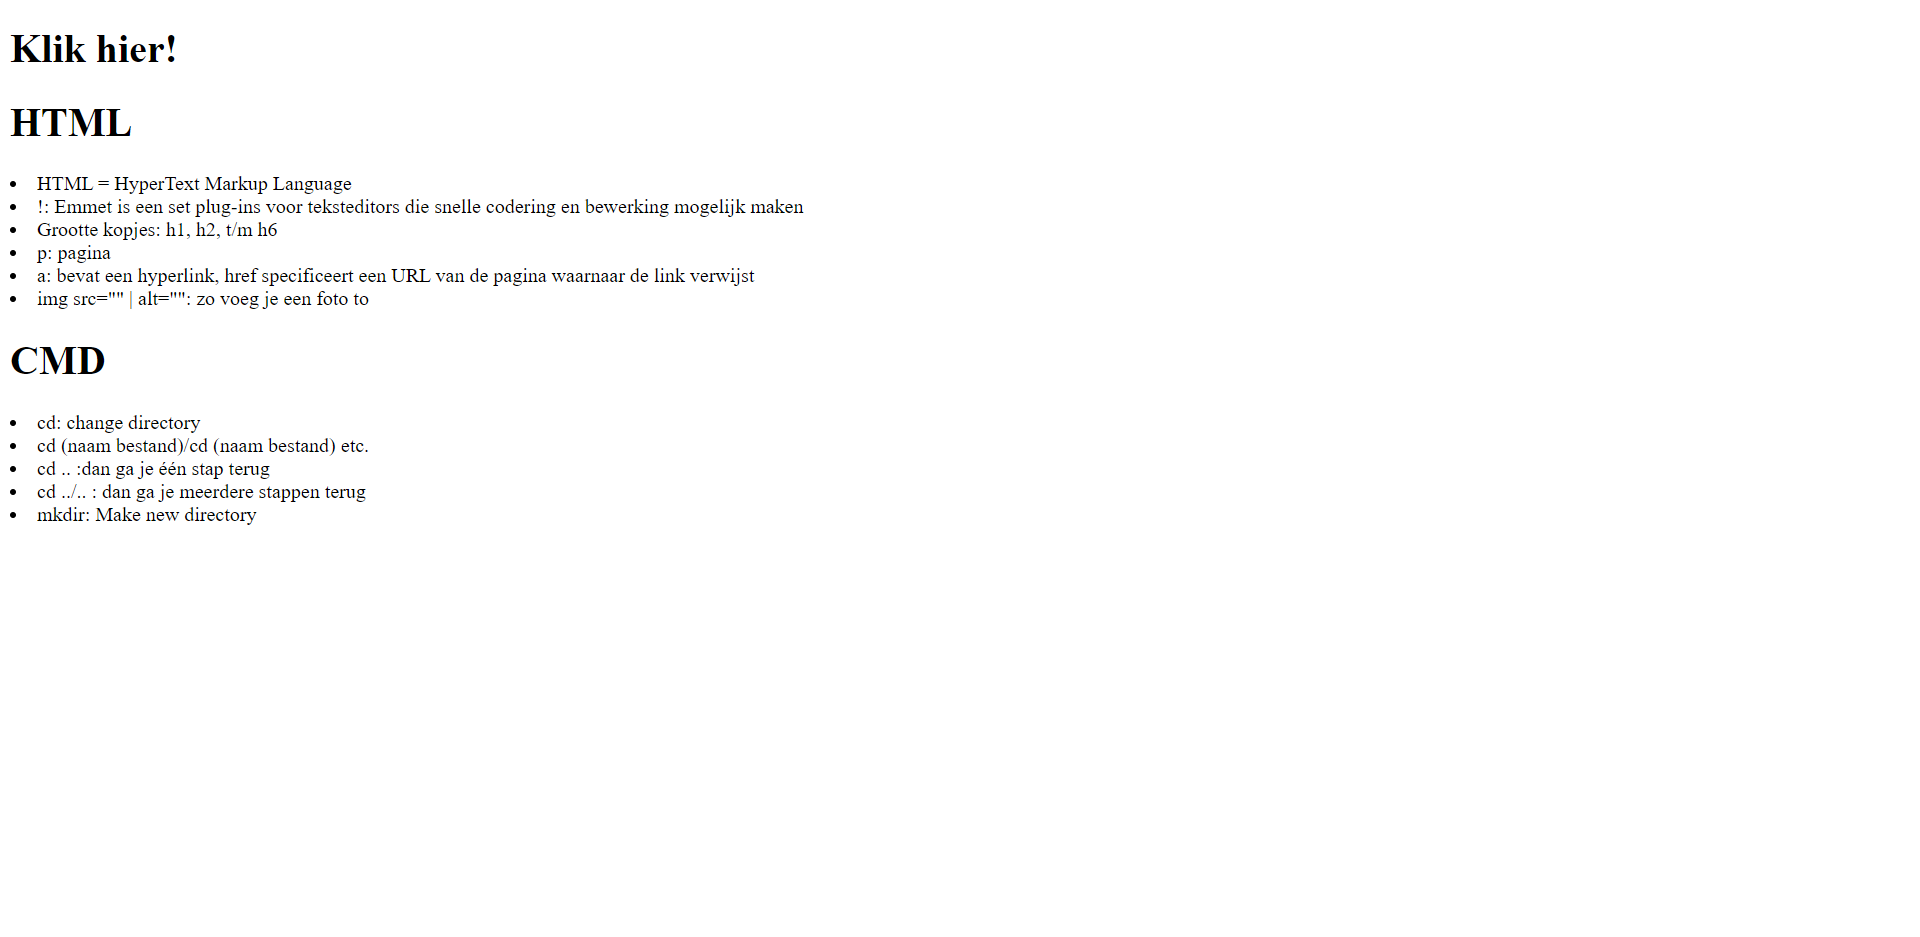 Klik hier!
HTML
• HTML = HyperText Markup Language
• !: Emmet is een set plug-ins voor teksteditors die snelle codering en bewerking mogelijk maken
• Grootte kopjes: h1, h2, t/m h6
• p: pagina
• a: bevat een hyperlink, href specificeert een URL van de pagina waarnaar de link verwijst
• img src="" | alt="": zo voeg je een foto to
CMD
• cd: change directory
• cd (naam bestand)/cd (naam bestand) etc.
• cd .. :dan ga je één stap terug
• cd ../.. : dan ga je meerdere stappen terug
• mkdir: Make new directory